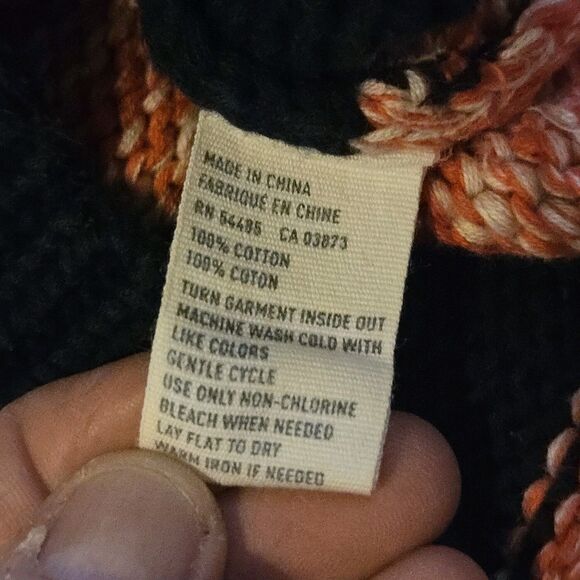 MADE IN CHINA
FABRIQUÉ EN CHINE
RN 54485 CA 03873
100% COTTON
100% COTON
TURN GARMENT INSIDE OUT
MACHINE WASH COLD WITH
LIKE COLORS
GENTLE CYCLE
USE ONLY NON-CHLORINE
BLEACH WHEN NEEDED
LAY FLAT TO DRY
WARM IRON IF NEEDED